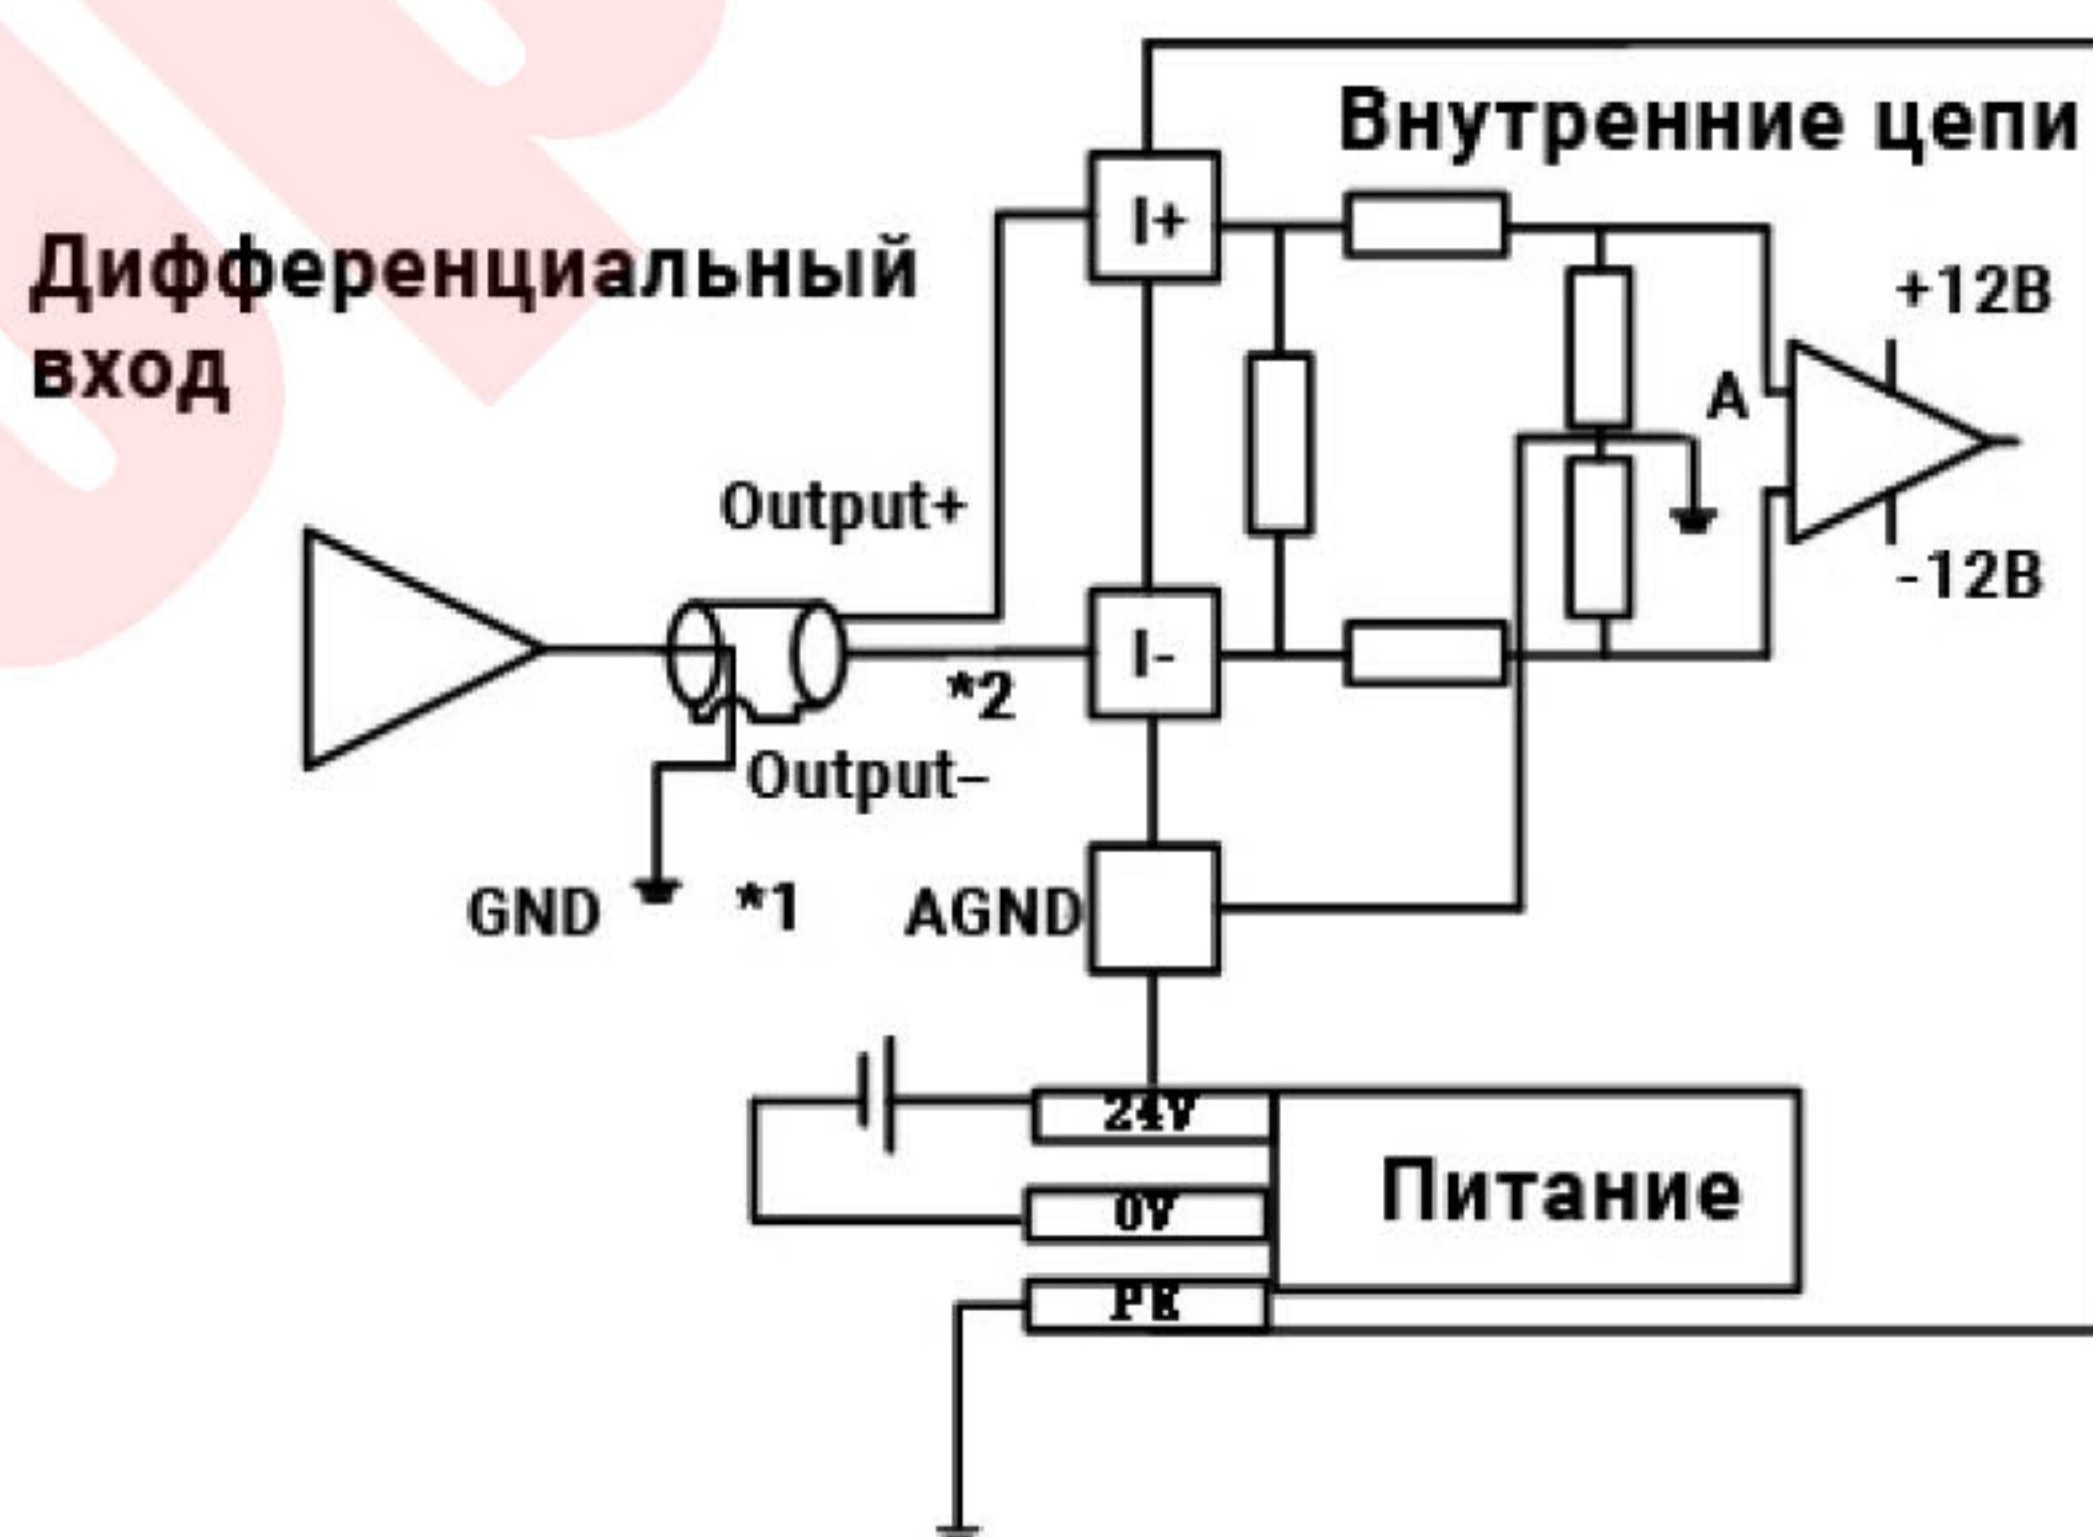 Внутренние цепи
I+
Дифференциальный
вход
+12В
A
Output+
-12В
I-
*2
Output–
GND
*1
AGND
24V
0V
Питание
PE